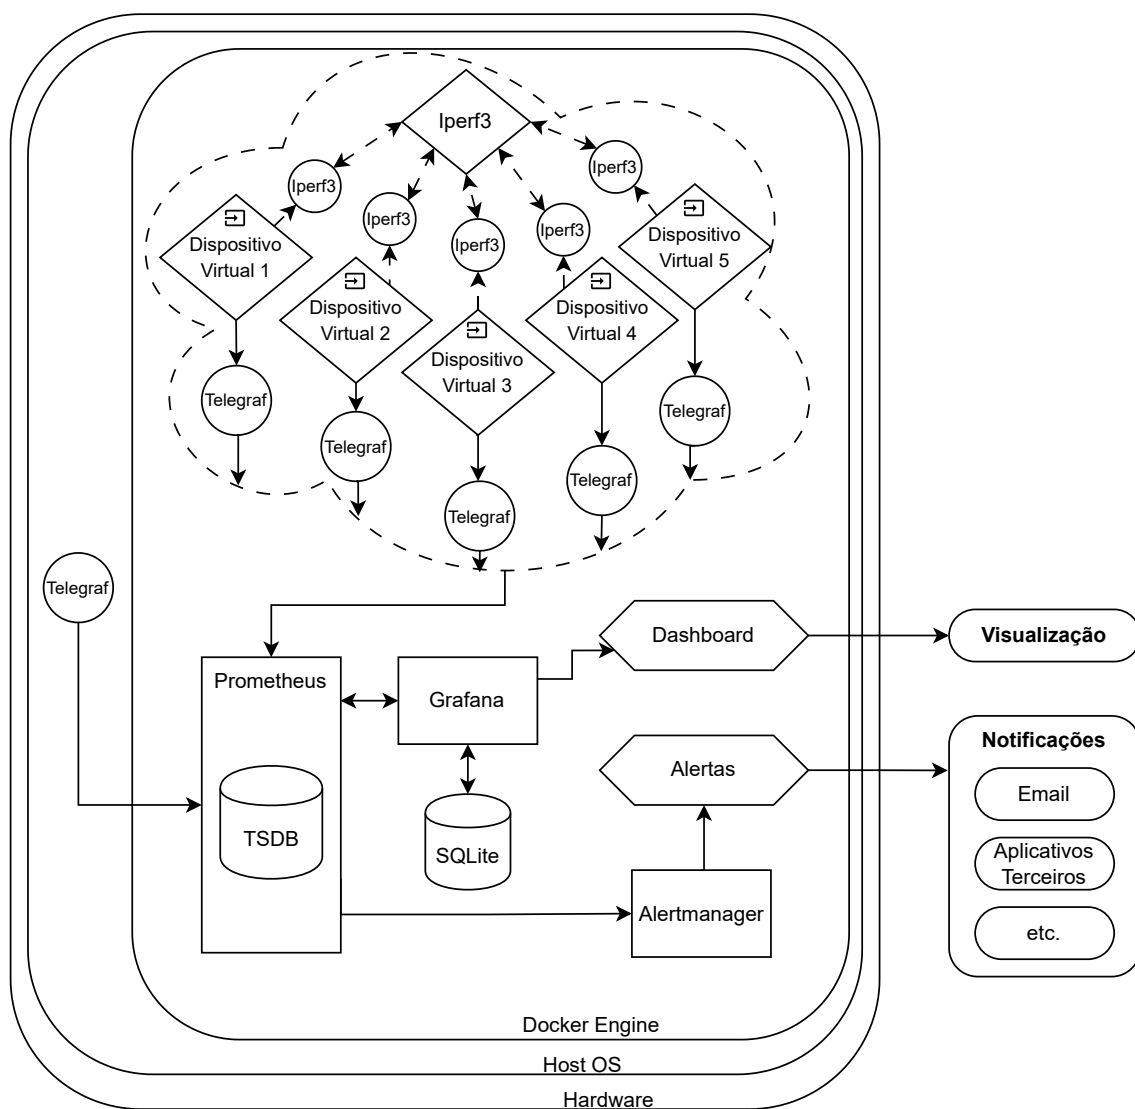 Iperf3
Iperf3
Iperf3
Iperf3
Iperf3
Iperf3
Dispositivo
Virtual 1
Dispositivo
Virtual 2
Dispositivo
Virtual 3
Dispositivo
Virtual 4
Dispositivo
Virtual 5
Telegraf
Telegraf
Telegraf
Telegraf
Telegraf
Telegraf
Prometheus
TSDB
Grafana
SQLite
Dashboard
Alertas
Alertmanager
Visualização
Notificações
Email
Aplicativos
Terceiros
etc.
Docker Engine
Host OS
Hardware